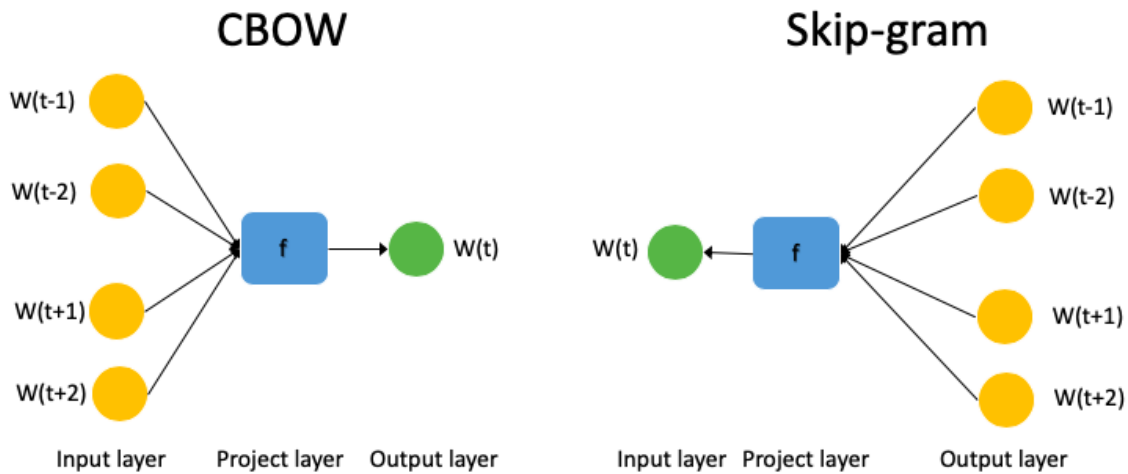 CBOW
W(t-1)
W(t-2)
W(t+1)
W(t+2)
f
W(t)
Input layer
Project layer
Output layer
Skip-gram
W(t)
f
W(t-1)
W(t-2)
W(t+1)
W(t+2)
Input layer
Project layer
Output layer